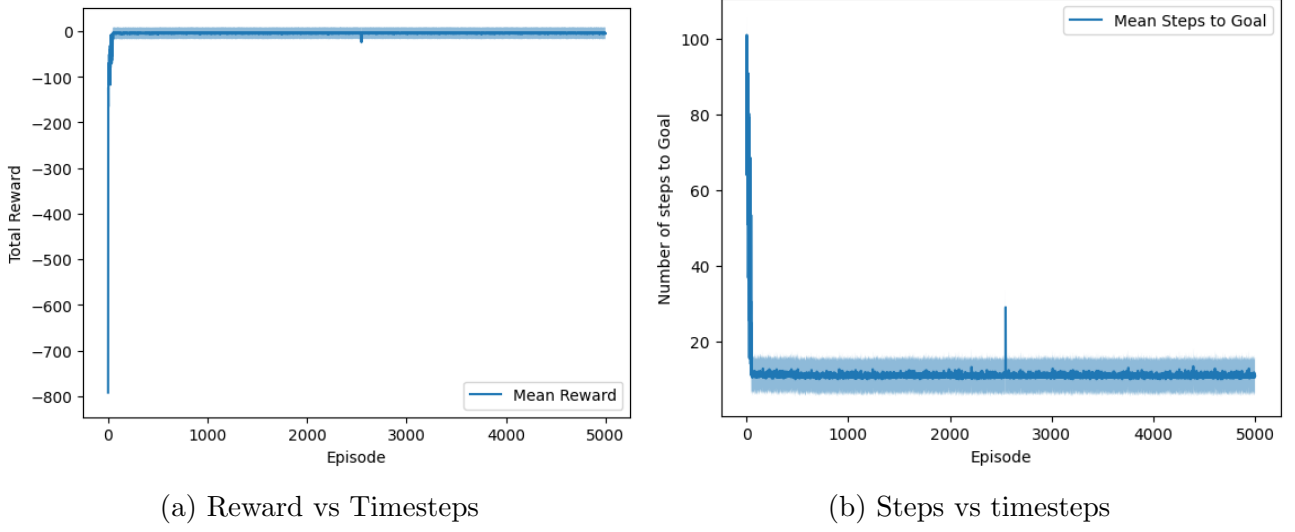 0
−100
−200
−300
−400
−500
−600
−700
−800
Total Reward
Mean Reward
0 1000 2000 3000 4000 5000
Episode
(a) Reward vs Timesteps
Mean Steps to Goal
100
80
60
40
20
Number of steps to Goal
0 1000 2000 3000 4000 5000
Episode
(b) Steps vs timesteps